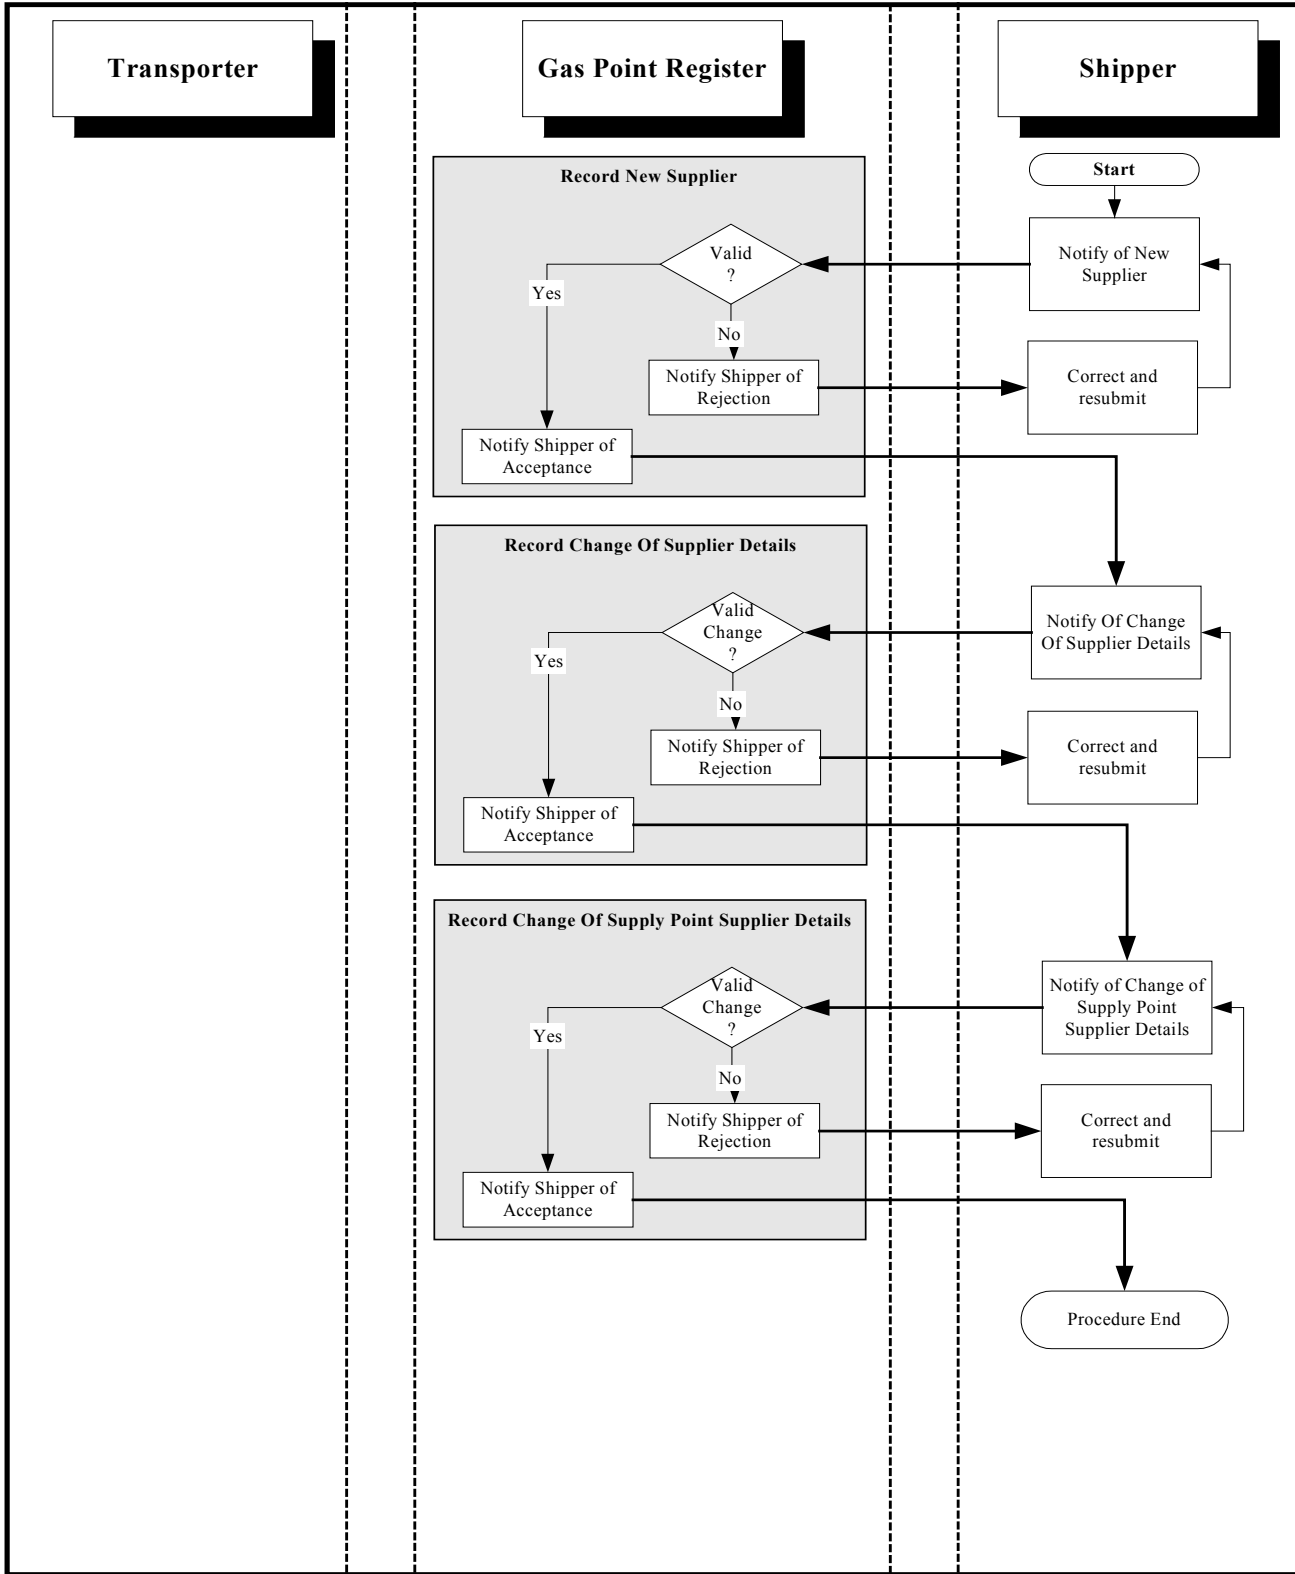 Transporter
Gas Point Register
Shipper
Record New Supplier
Start
Valid
?
Notify of New
Supplier
Yes
No
Notify Shipper of
Rejection
Correct and
resubmit
Notify Shipper of
Acceptance
Record Change Of Supplier Details
Valid
Change
?
Notify Of Change
Of Supplier Details
Yes
No
Notify Shipper of
Rejection
Correct and
resubmit
Notify Shipper of
Acceptance
Record Change Of Supply Point Supplier Details
Valid
Change
?
Notify of Change of
Supply Point
Supplier Details
Yes
No
Notify Shipper of
Rejection
Correct and
resubmit
Notify Shipper of
Acceptance
Procedure End